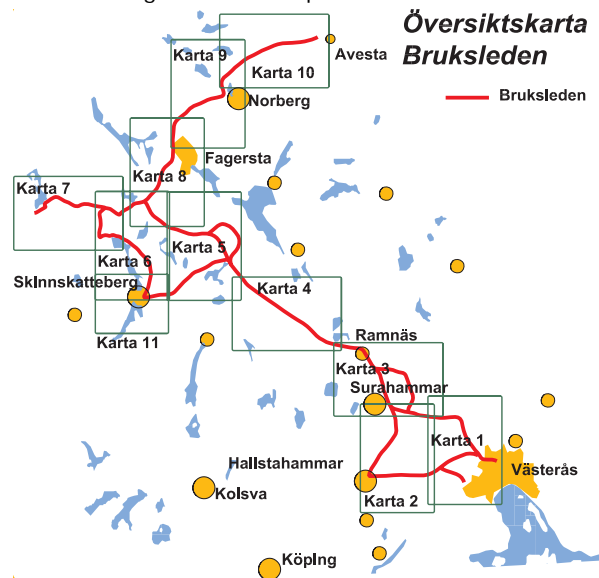 Översiktskarta
Bruksleden
Bruksleden
Avesta
Karta 9
Karta 10
Norberg
Fagersta
Karta 8
Karta 7
Karta 5
Karta 6
SkInnskatteberg
Karta 4
Karta 11
Ramnäs
Karta 3
Surahammar
Karta 1
Hallstahammar
Västerås
Kolsva
Karta 2
KöpIng